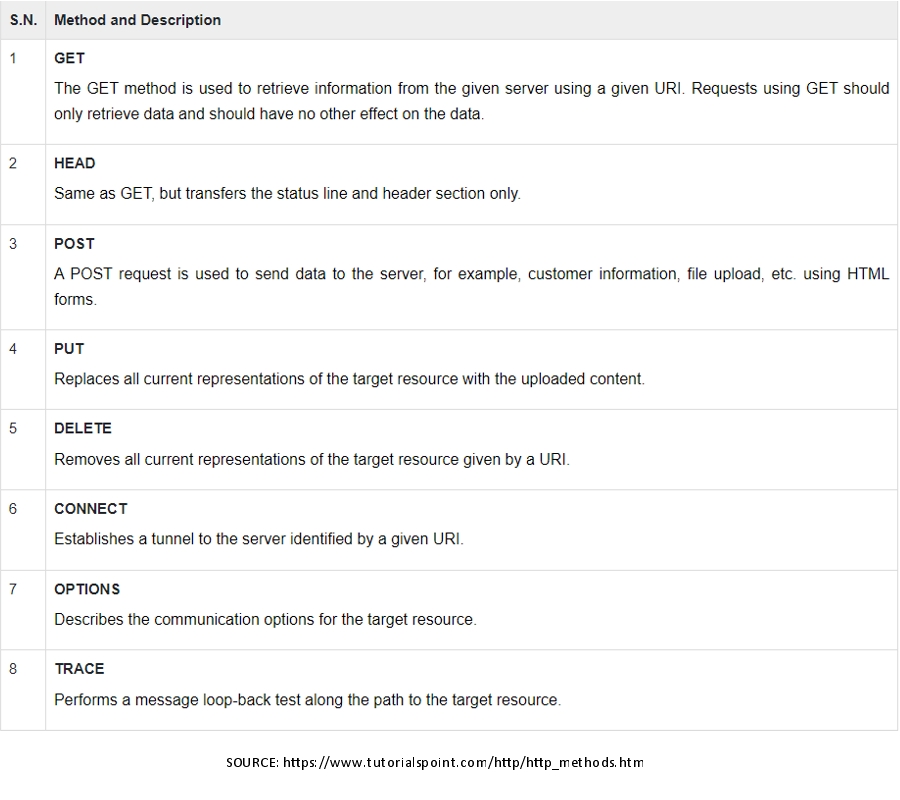 S.N. Method and Description
1 GET
The GET method is used to retrieve information from the given server using a given URI. Requests using GET should
only retrieve data and should have no other effect on the data.
2 HEAD
Same as GET, but transfers the status line and header section only.
3 POST
A POST request is used to send data to the server, for example, customer information, file upload, etc. using HTML
forms.
4 PUT
Replaces all current representations of the target resource with the uploaded content.
5 DELETE
Removes all current representations of the target resource given by a URI.
6 CONNECT
Establishes a tunnel to the server identified by a given URI.
7 OPTIONS
Describes the communication options for the target resource.
8 TRACE
Performs a message loop-back test along the path to the target resource.
SOURCE: https://www.tutorialspoint.com/http/http_methods.htm